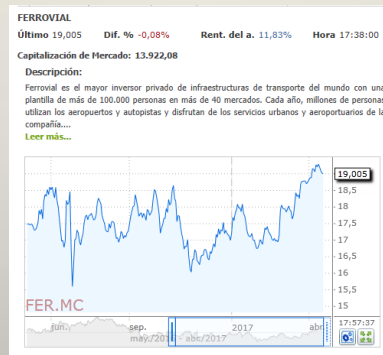 FERROVIAL
Último 19,005 Dif. % -0,08% Rent. del a. 11,83% Hora 17:38:00
Capitalización de Mercado: 13.922,08
Descripción:
Ferrovial es el mayor inversor privado de infraestructuras de transporte del mundo con una
plantilla de más de 100.000 personas en más de 40 mercados. Cada año, millones de personas
utilizan los aeropuertos y autopistas y disfrutan de los servicios urbanos y aeroportuarios de la
compañía....
Leer más...
19,005
18,5
18
17,5
17
16,5
16
15,5
15
FER.MC
jun. sep. 2017 abr
may./2016 - abr./2017
17:57:37